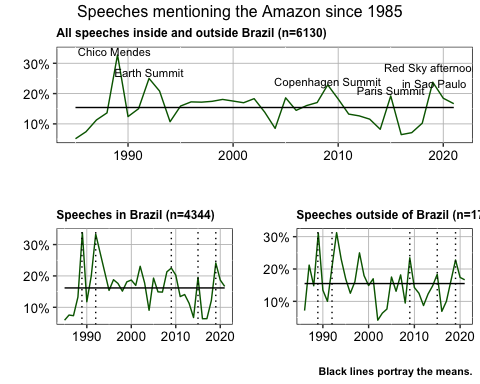 Speeches mentioning the Amazon since 1985
All speeches inside and outside Brazil (n=6130)
Chico Mendes
Red Sky afternoo
Earth Summit
Copenhagen Summit
in Sao Paulo
Paris Summit
30%
20%
10%
1990 2000 2010 2020
Speeches in Brazil (n=4344)
30%
20%
10%
1990 2000 2010 2020
Speeches outside of Brazil (n=17
30%
20%
10%
1990 2000 2010 2020
Black lines portray the means.